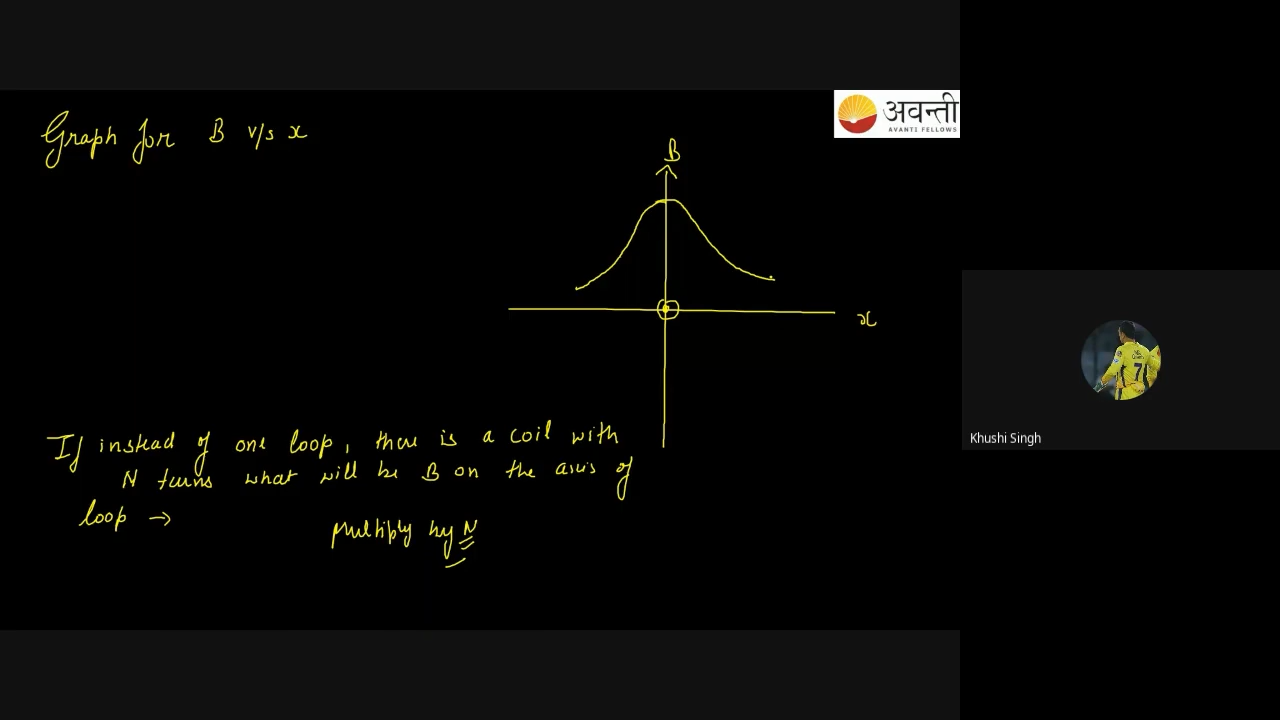 Graph for B v/s x
अवन्ती
AVANTI FELLOWS
B
x
7
Khushi Singh
If instead of one loop, there is a coil with
N turns what will be B on the axis of
loop →
Multiply by N